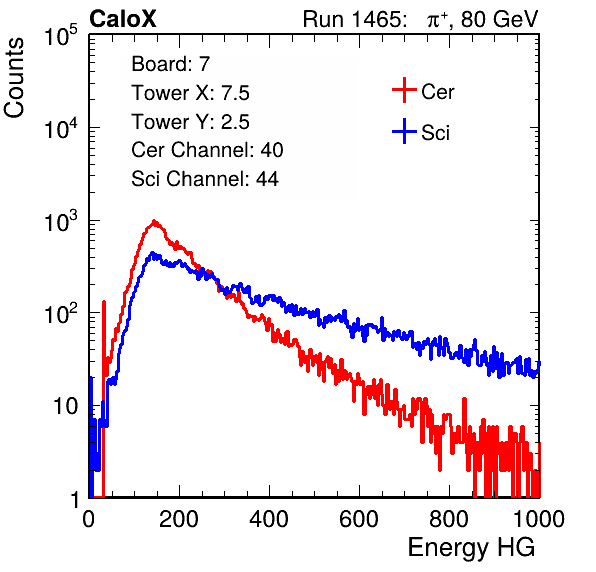 CaloX Run 1465: π⁺, 80 GeV
Counts
10⁵
10⁴
10³
10²
10
1
Board: 7
Tower X: 7.5
Tower Y: 2.5
Cer Channel: 40
Sci Channel: 44
Cer
Sci
0 200 400 600 800 1000
Energy HG